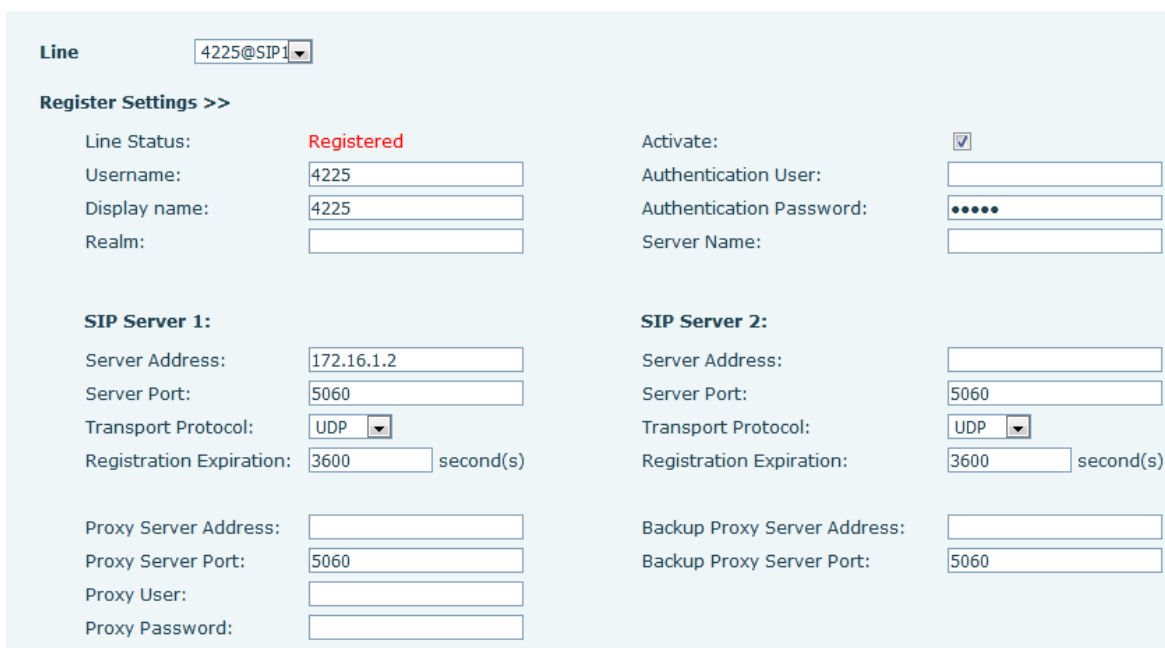 Line 4225@SIP1
Register Settings >>
Line Status: Registered Activate:
Username: 4225 Authentication User:
Display name: 4225 Authentication Password: •••••
Realm: Server Name:
SIP Server 1: SIP Server 2:
Server Address: 172.16.1.2 Server Address:
Server Port: 5060 Server Port: 5060
Transport Protocol: UDP Transport Protocol: UDP
Registration Expiration: 3600 second(s) Registration Expiration: 3600 second(s)
Proxy Server Address: Backup Proxy Server Address:
Proxy Server Port: 5060 Backup Proxy Server Port: 5060
Proxy User:
Proxy Password: